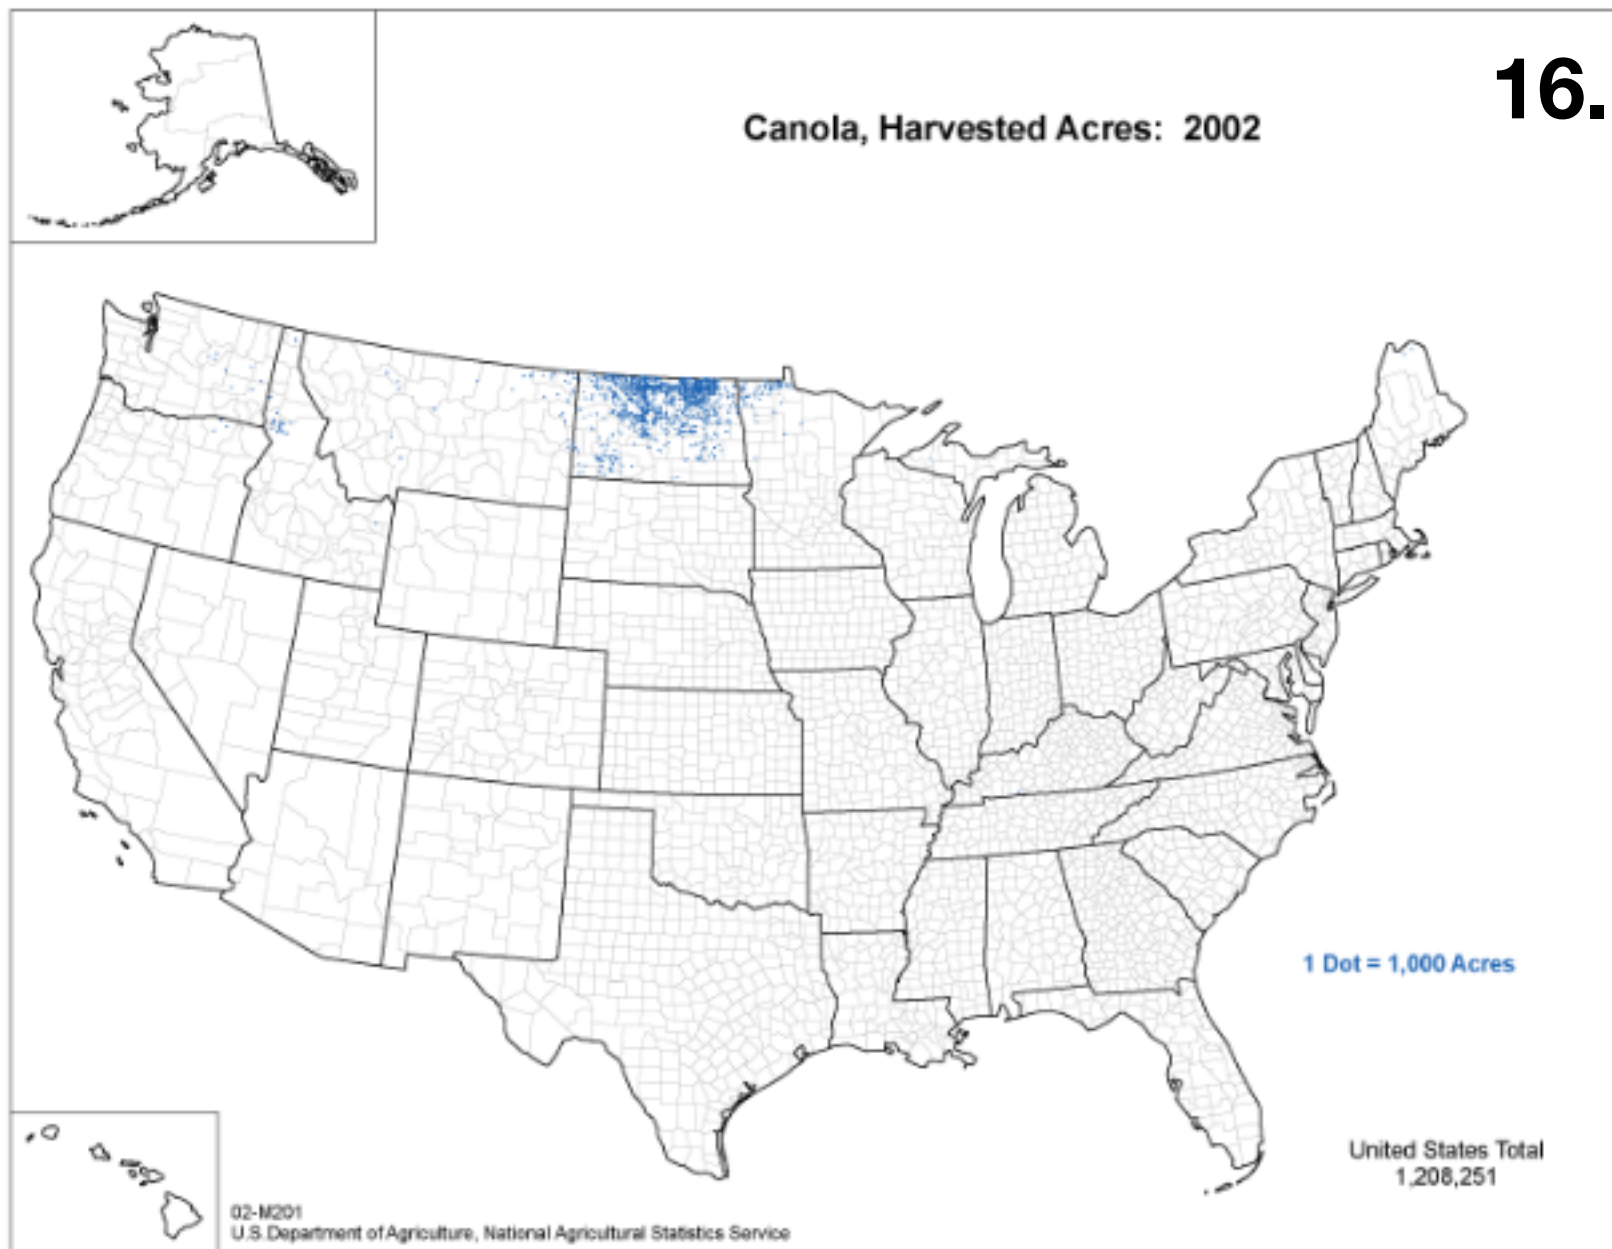 16.
Canola, Harvested Acres: 2002
1 Dot = 1,000 Acres
United States Total
1,208,251
02-M201
U.S.Department of Agriculture, National Agricultural Statistics Service